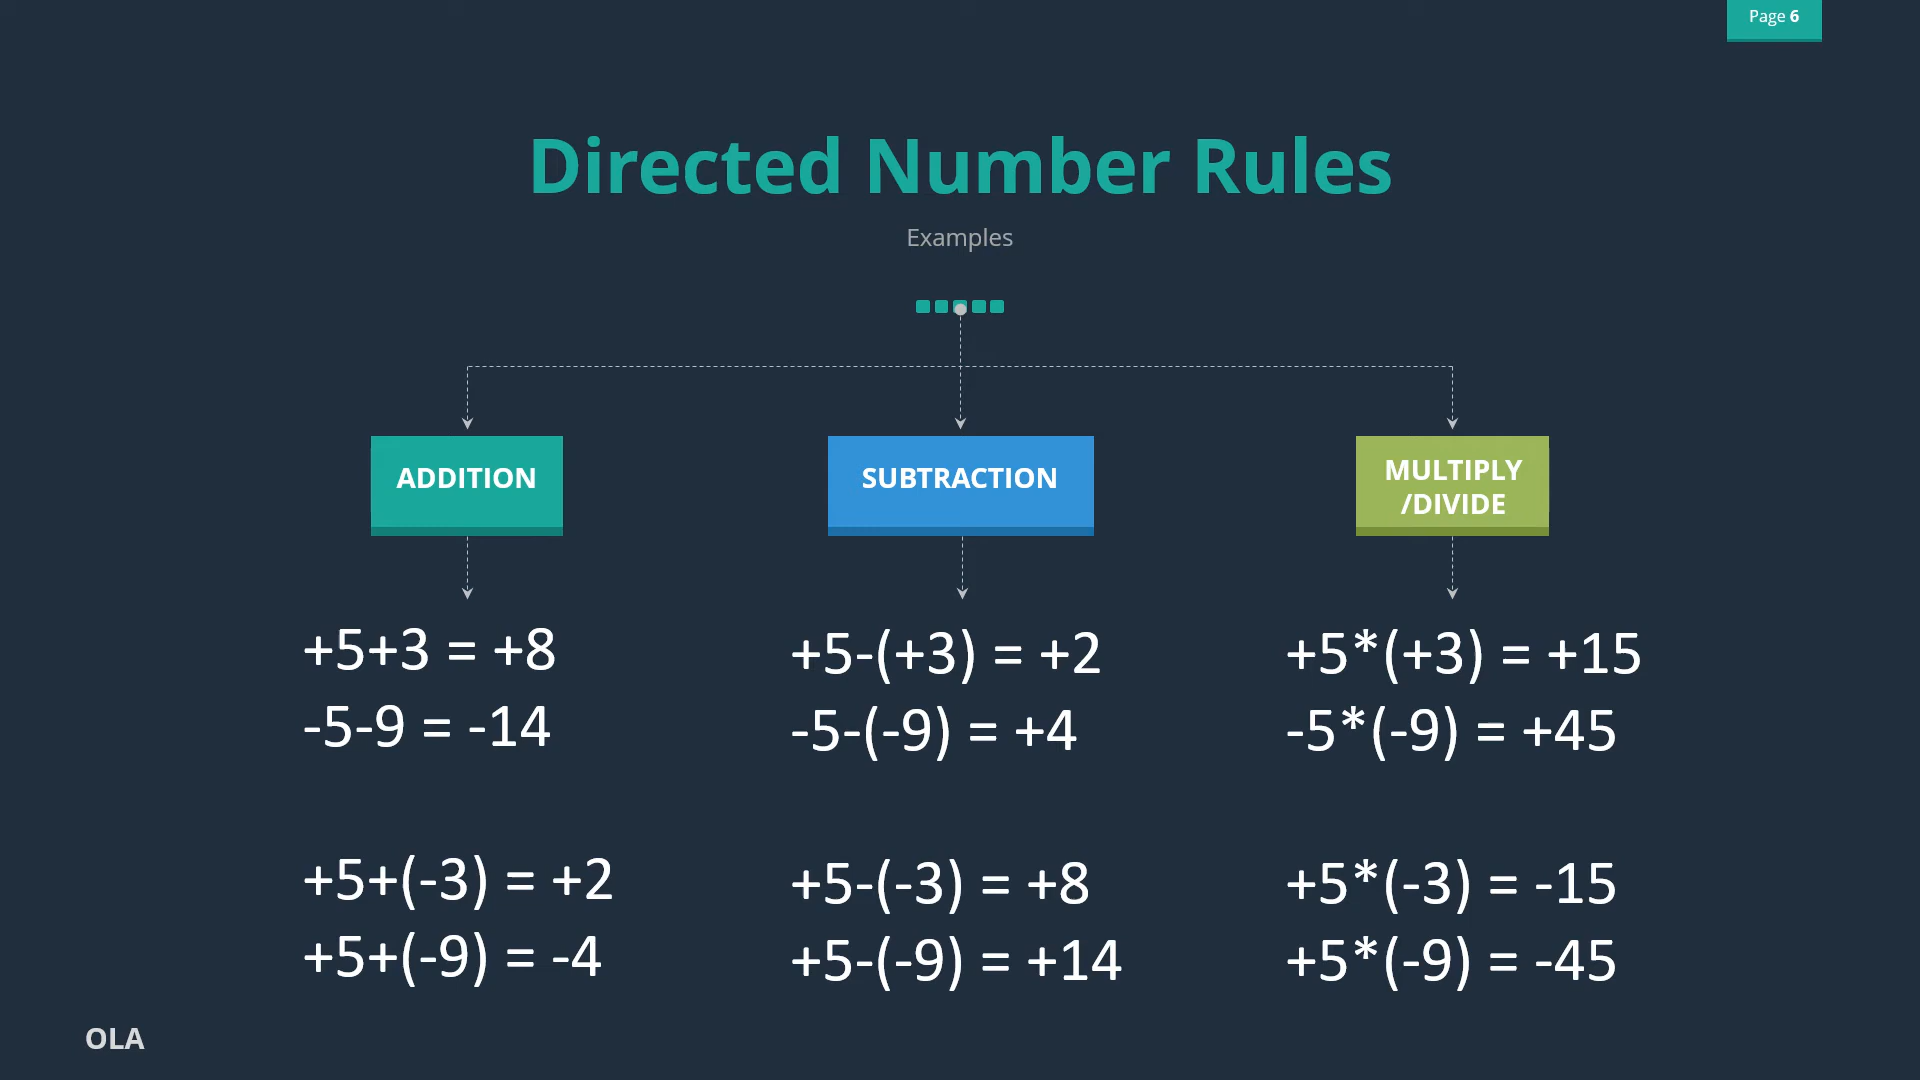 Page 6
Directed Number Rules
Examples
ADDITION
+5+3 = +8
-5-9 = -14
+5+(-3) = +2
+5+(-9) = -4
SUBTRACTION
+5-(+3) = +2
-5-(-9) = +4
+5-(-3) = +8
+5-(-9) = +14
MULTIPLY
/DIVIDE
+5*(+3) = +15
-5*(-9) = +45
+5*(-3) = -15
+5*(-9) = -45
OLA